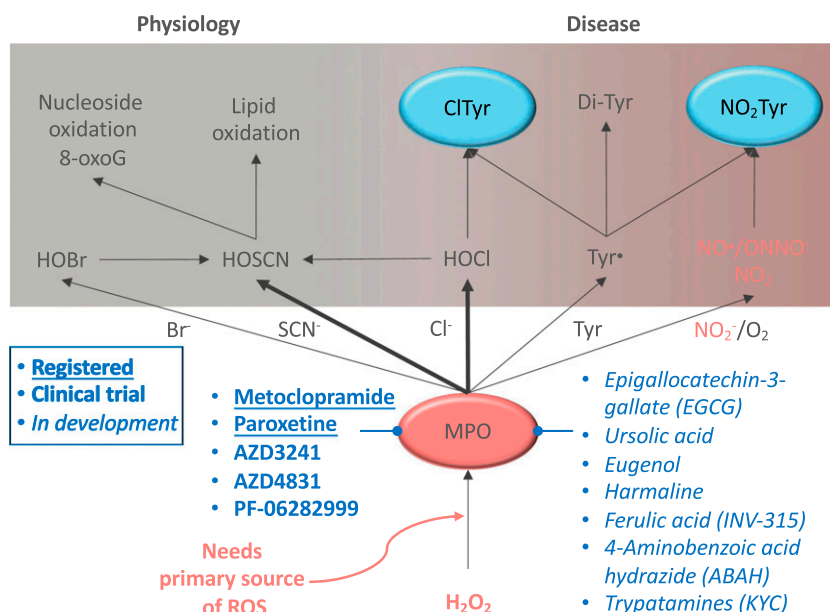 Physiology
Disease
Nucleoside
oxidation
8-oxoG
Lipid
oxidation
ClTyr
Di-Tyr
NO₂Tyr
HOBr
HOSCN
HOCl
Tyr•
NO•/ONNO⁻
NO₂
Br⁻
SCN⁻
Cl⁻
Tyr
NO₂⁻/O₂
• Registered
• Clinical trial
• In development
• Metoclopramide
• Paroxetine
• AZD3241
• AZD4831
• PF-06282999
MPO
• Epigallocatechin-3-
gallate (EGCG)
• Ursolic acid
• Eugenol
• Harmaline
• Ferulic acid (INV-315)
• 4-Aminobenzoic acid
hydrazide (ABAH)
• Trypatamines (KYC)
Needs
primary source
of ROS
H₂O₂